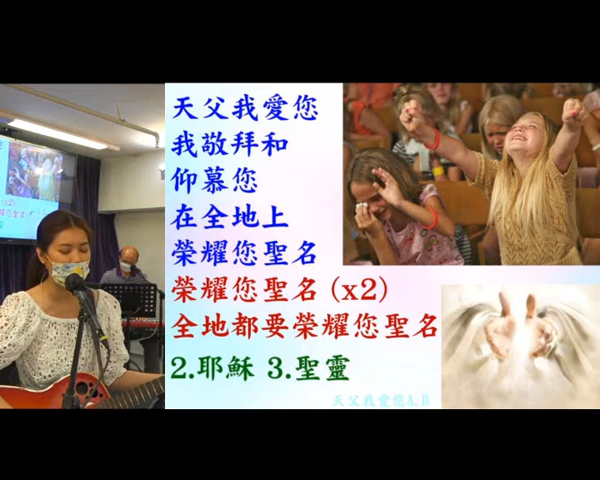 天父我愛您
我敬拜和
仰慕您
在全地上
榮耀您聖名
榮耀您聖名 (x2)
全地都要榮耀您聖名
2.耶穌 3.聖靈
天父我愛您A,B